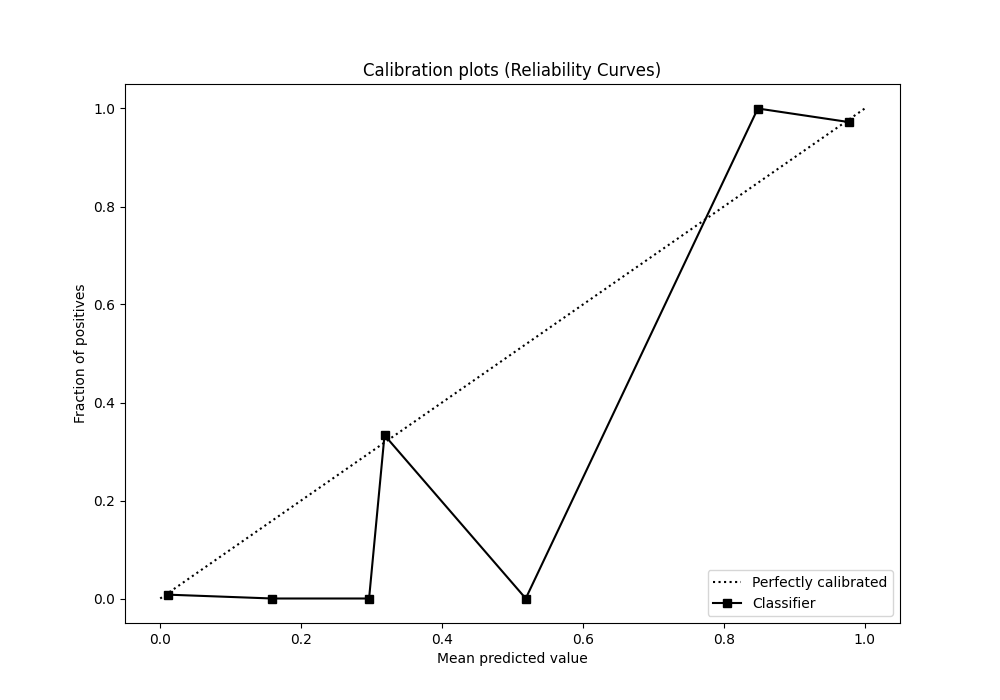 Calibration plots (Reliability Curves)
1.0
0.8
0.6
0.4
0.2
0.0
Fraction of positives
0.0 0.2 0.4 0.6 0.8 1.0
Mean predicted value
Perfectly calibrated
Classifier